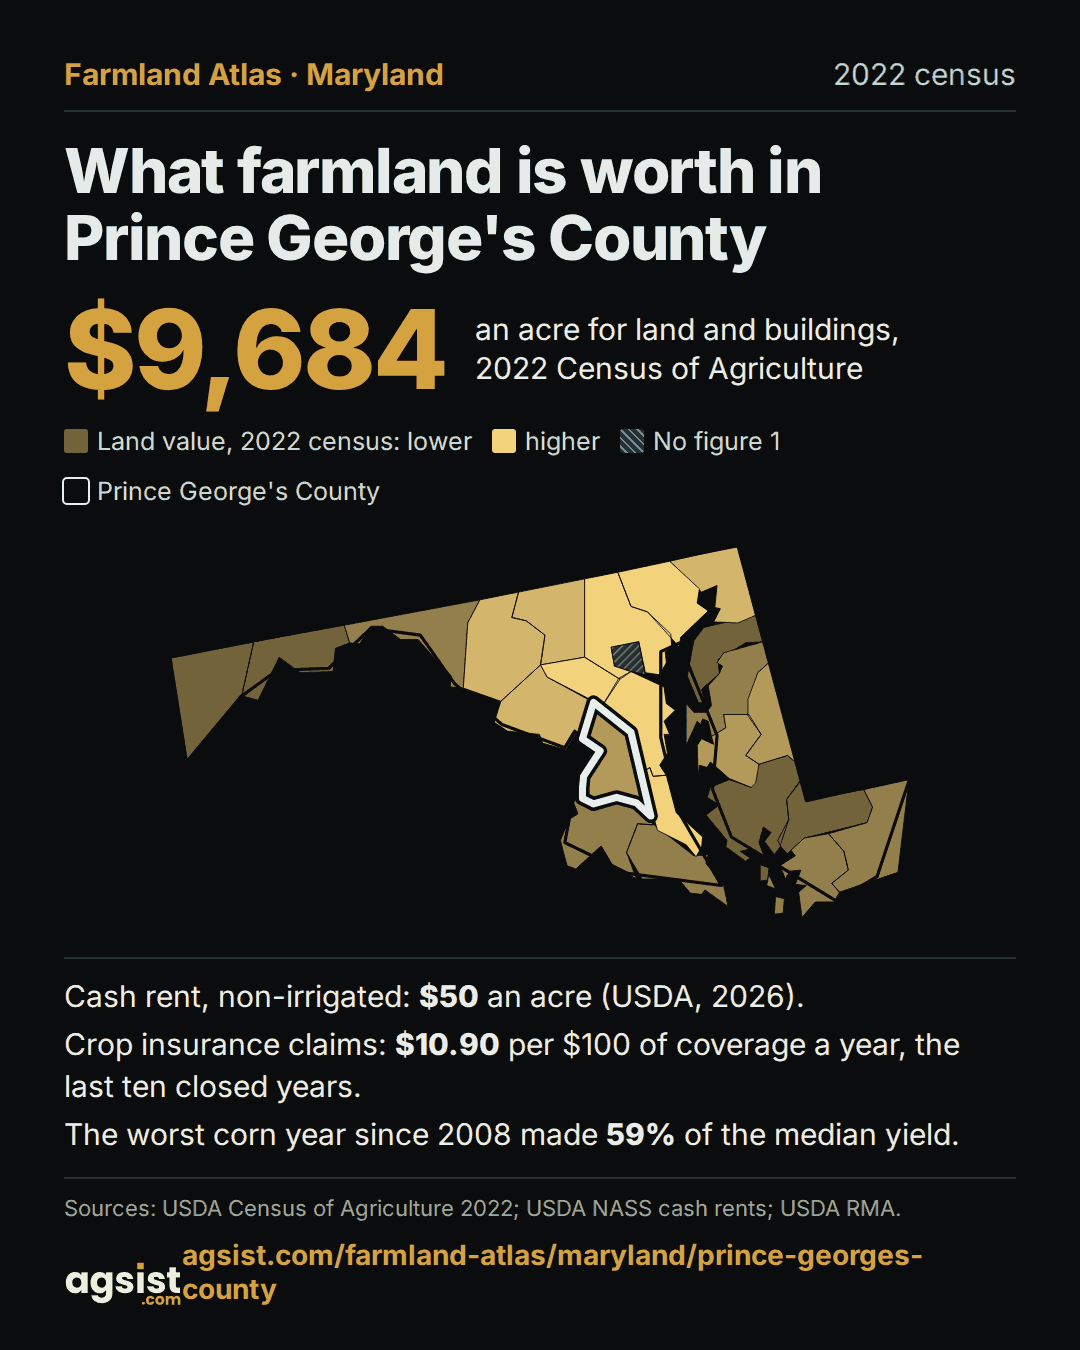 Farmland Atlas · Maryland
2022 census
What farmland is worth in
Prince George's County
$9,684
an acre for land and buildings,
2022 Census of Agriculture
Land value, 2022 census: lower
higher
No figure 1
Prince George's County
Cash rent, non-irrigated: $50 an acre (USDA, 2026).
Crop insurance claims: $10.90 per $100 of coverage a year, the
last ten closed years.
The worst corn year since 2008 made 59% of the median yield.
Sources: USDA Census of Agriculture 2022; USDA NASS cash rents; USDA RMA.
agsist
.com
agsist.com/farmland-atlas/maryland/prince-georges-
county